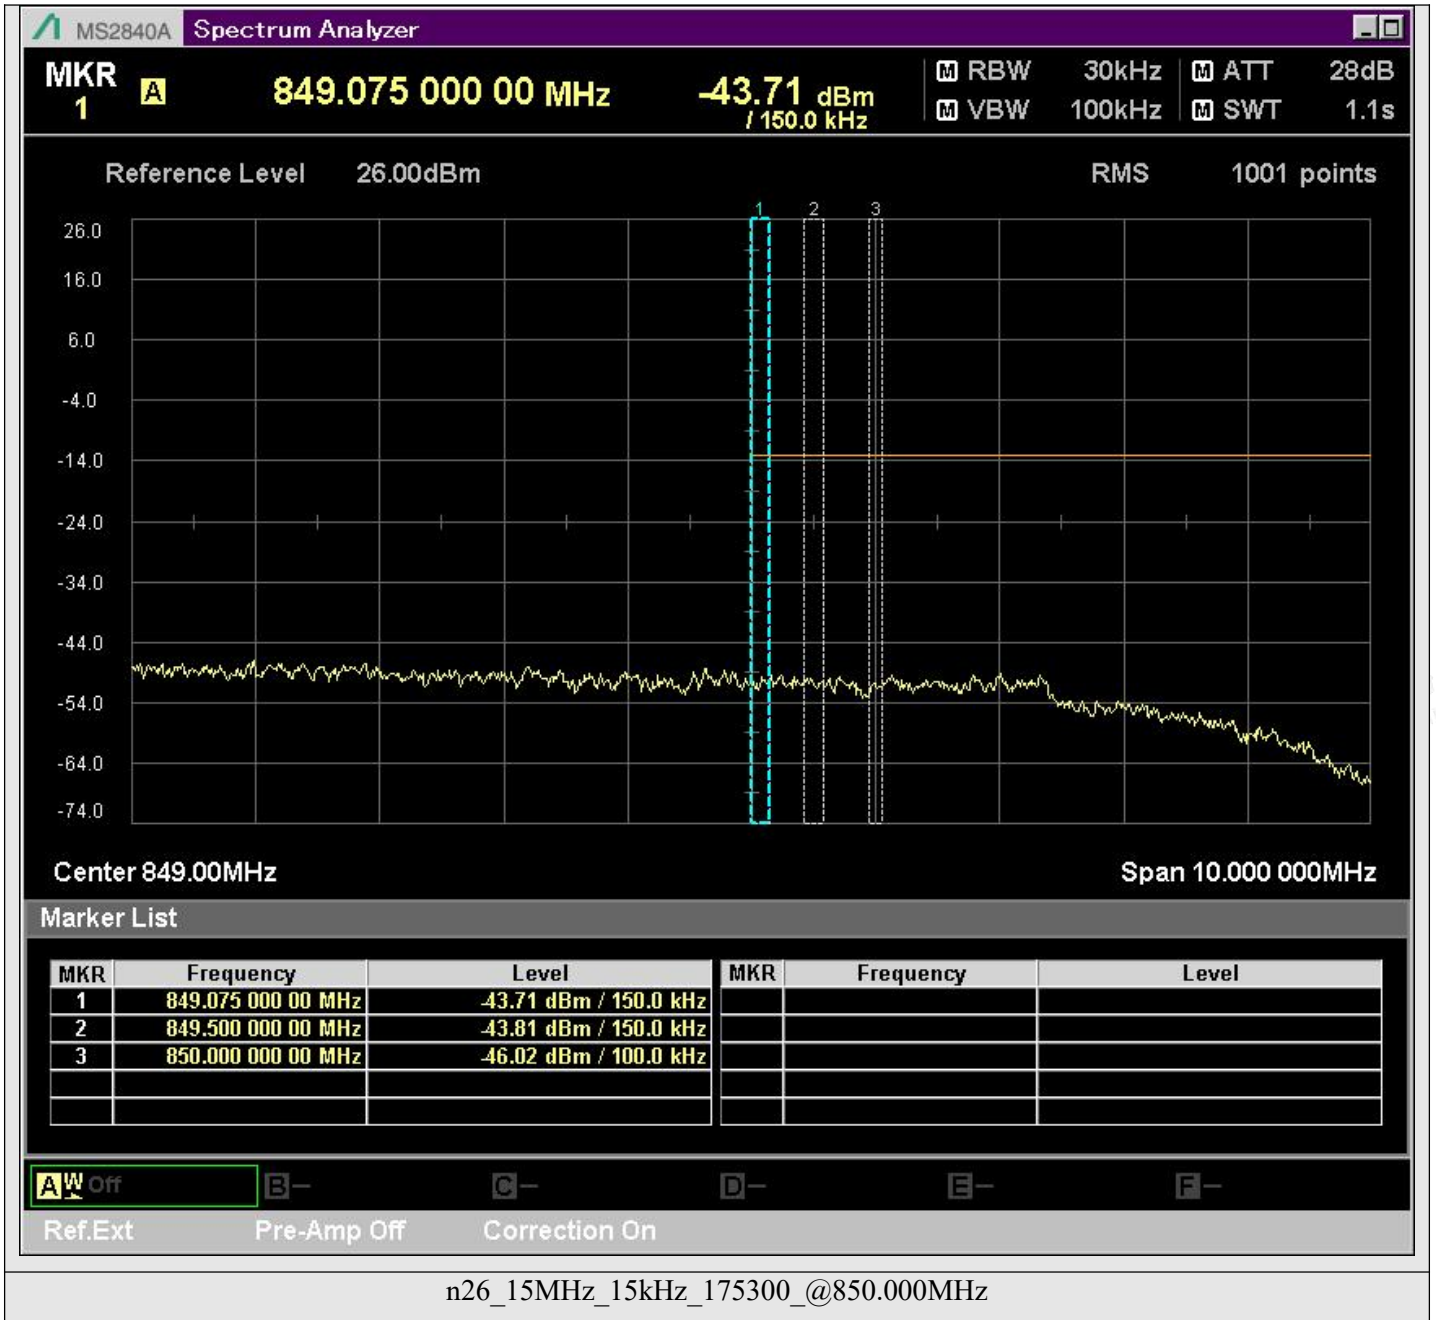 MS2840A Spectrum Analyzer
MKR 1 A 849.075 000 00 MHz -43.71 dBm / 150.0 kHz
M RBW 30kHz M ATT 28dB
M VBW 100kHz M SWT 1.1s
Reference Level 26.00dBm RMS 1001 points
1 2 3
26.0
16.0
6.0
-4.0
-14.0
-24.0
-34.0
-44.0
-54.0
-64.0
-74.0
Center 849.00MHz Span 10.000 000MHz
Marker List
MKR Frequency Level MKR Frequency Level
1 849.075 000 00 MHz -43.71 dBm / 150.0 kHz
2 849.500 000 00 MHz -43.81 dBm / 150.0 kHz
3 850.000 000 00 MHz -46.02 dBm / 100.0 kHz
A W Off B – C – D – E – F –
Ref.Ext Pre-Amp Off Correction On
n26_15MHz_15kHz_175300_@850.000MHz